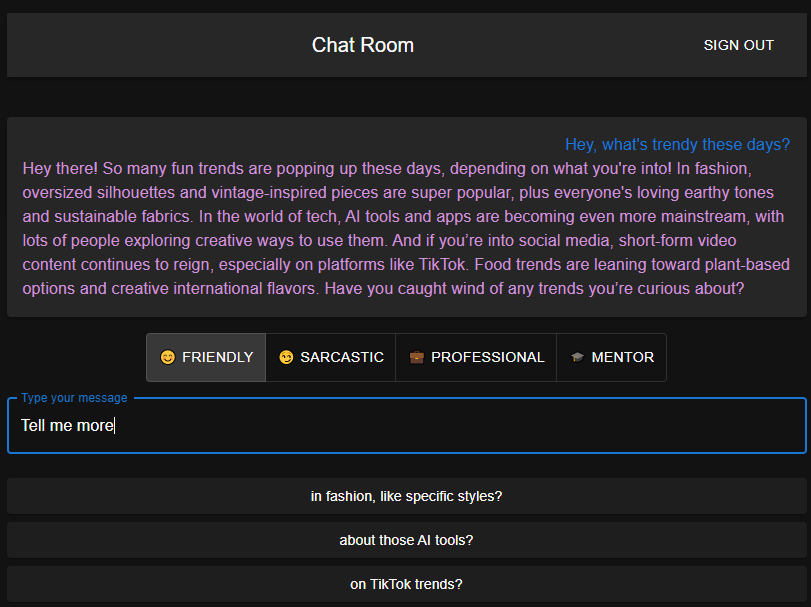 Chat Room
SIGN OUT
Hey, what's trendy these days?
Hey there! So many fun trends are popping up these days, depending on what you're into! In fashion,
oversized silhouettes and vintage-inspired pieces are super popular, plus everyone's loving earthy tones
and sustainable fabrics. In the world of tech, AI tools and apps are becoming even more mainstream, with
lots of people exploring creative ways to use them. And if you’re into social media, short-form video
content continues to reign, especially on platforms like TikTok. Food trends are leaning toward plant-based
options and creative international flavors. Have you caught wind of any trends you’re curious about?
😊 FRIENDLY
😏 SARCASTIC
💼 PROFESSIONAL
🎓 MENTOR
Type your message
Tell me more
in fashion, like specific styles?
about those AI tools?
on TikTok trends?